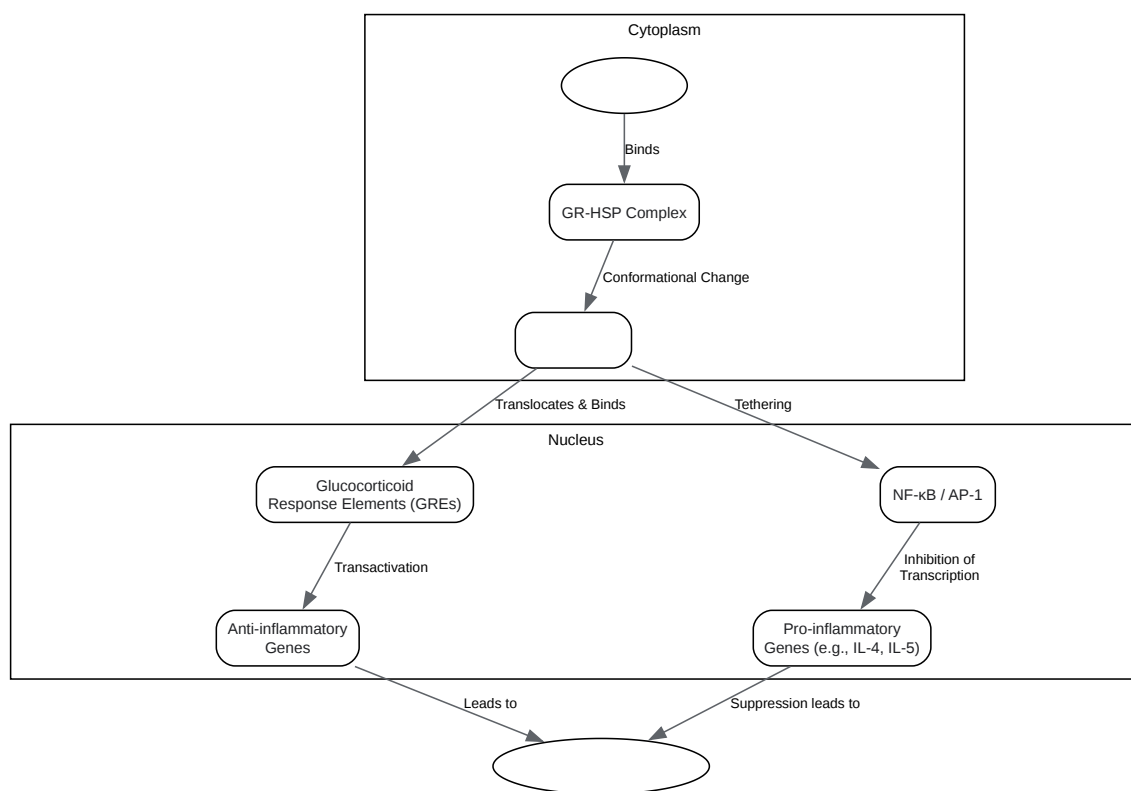 Cytoplasm
Binds
GR-HSP Complex
Conformational Change
Translocates & Binds
Tethering
Nucleus
Glucocorticoid
Response Elements (GREs)
NF-κB / AP-1
Transactivation
Inhibition of
Transcription
Anti-inflammatory
Genes
Pro-inflammatory
Genes (e.g., IL-4, IL-5)
Leads to
Suppression leads to